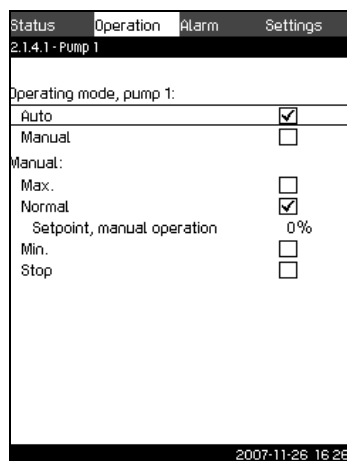 Status Operation Alarm Settings
2.1.4.1 - Pump 1
Operating mode, pump 1:
Auto
Manual
Manual:
Max.
Normal
Setpoint, manual operation 0%
Min.
Stop
2007-11-26 16:26